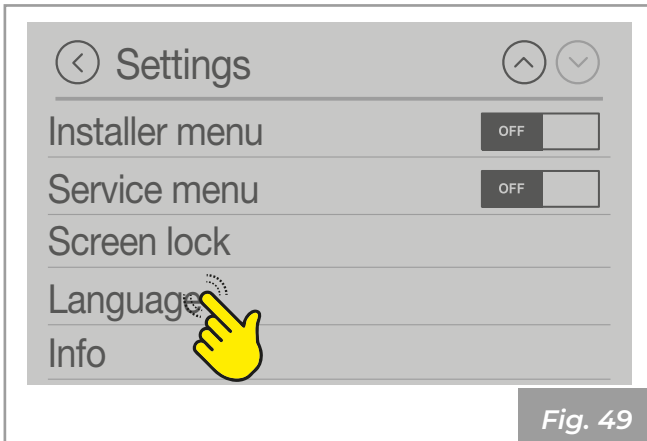 Settings
Installer menu OFF
Service menu OFF
Screen lock
Language
Info
Fig. 49